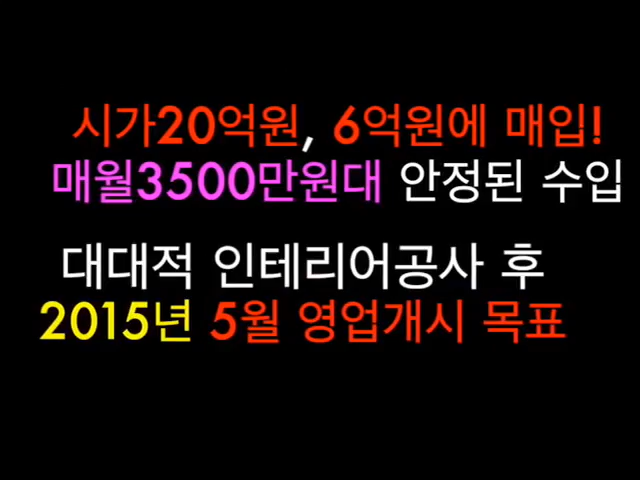 시가20억원, 6억원에 매입!
매월3500만원대 안정된 수입
대대적 인테리어공사 후
2015년 5월 영업개시 목표